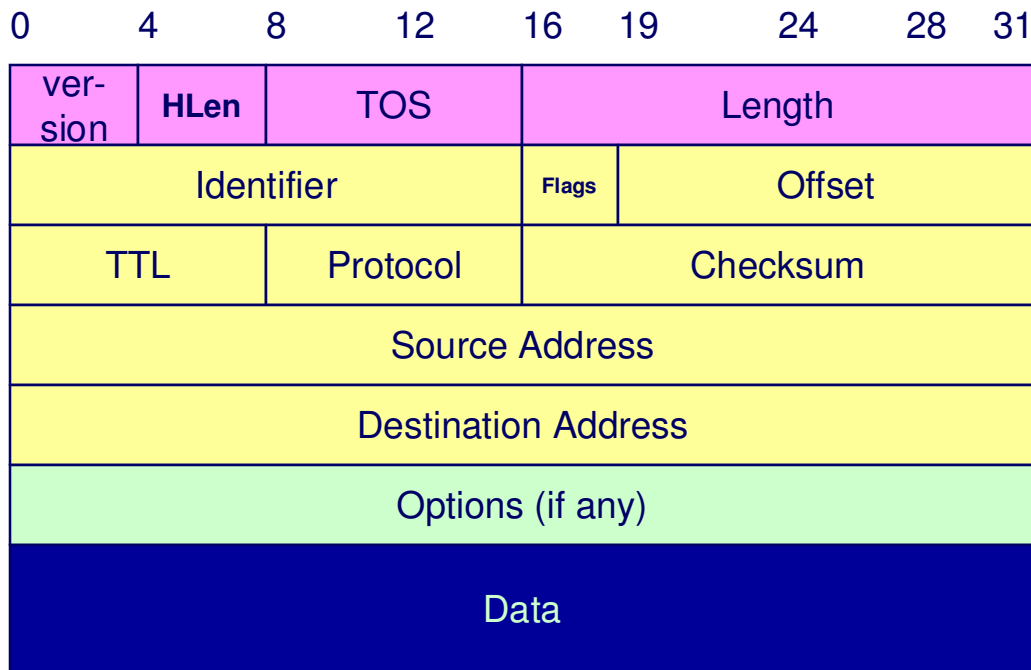 0 4 8 12 16 19 24 28 31
ver-
sion HLen TOS Length
Identifier Flags Offset
TTL Protocol Checksum
Source Address
Destination Address
Options (if any)
Data